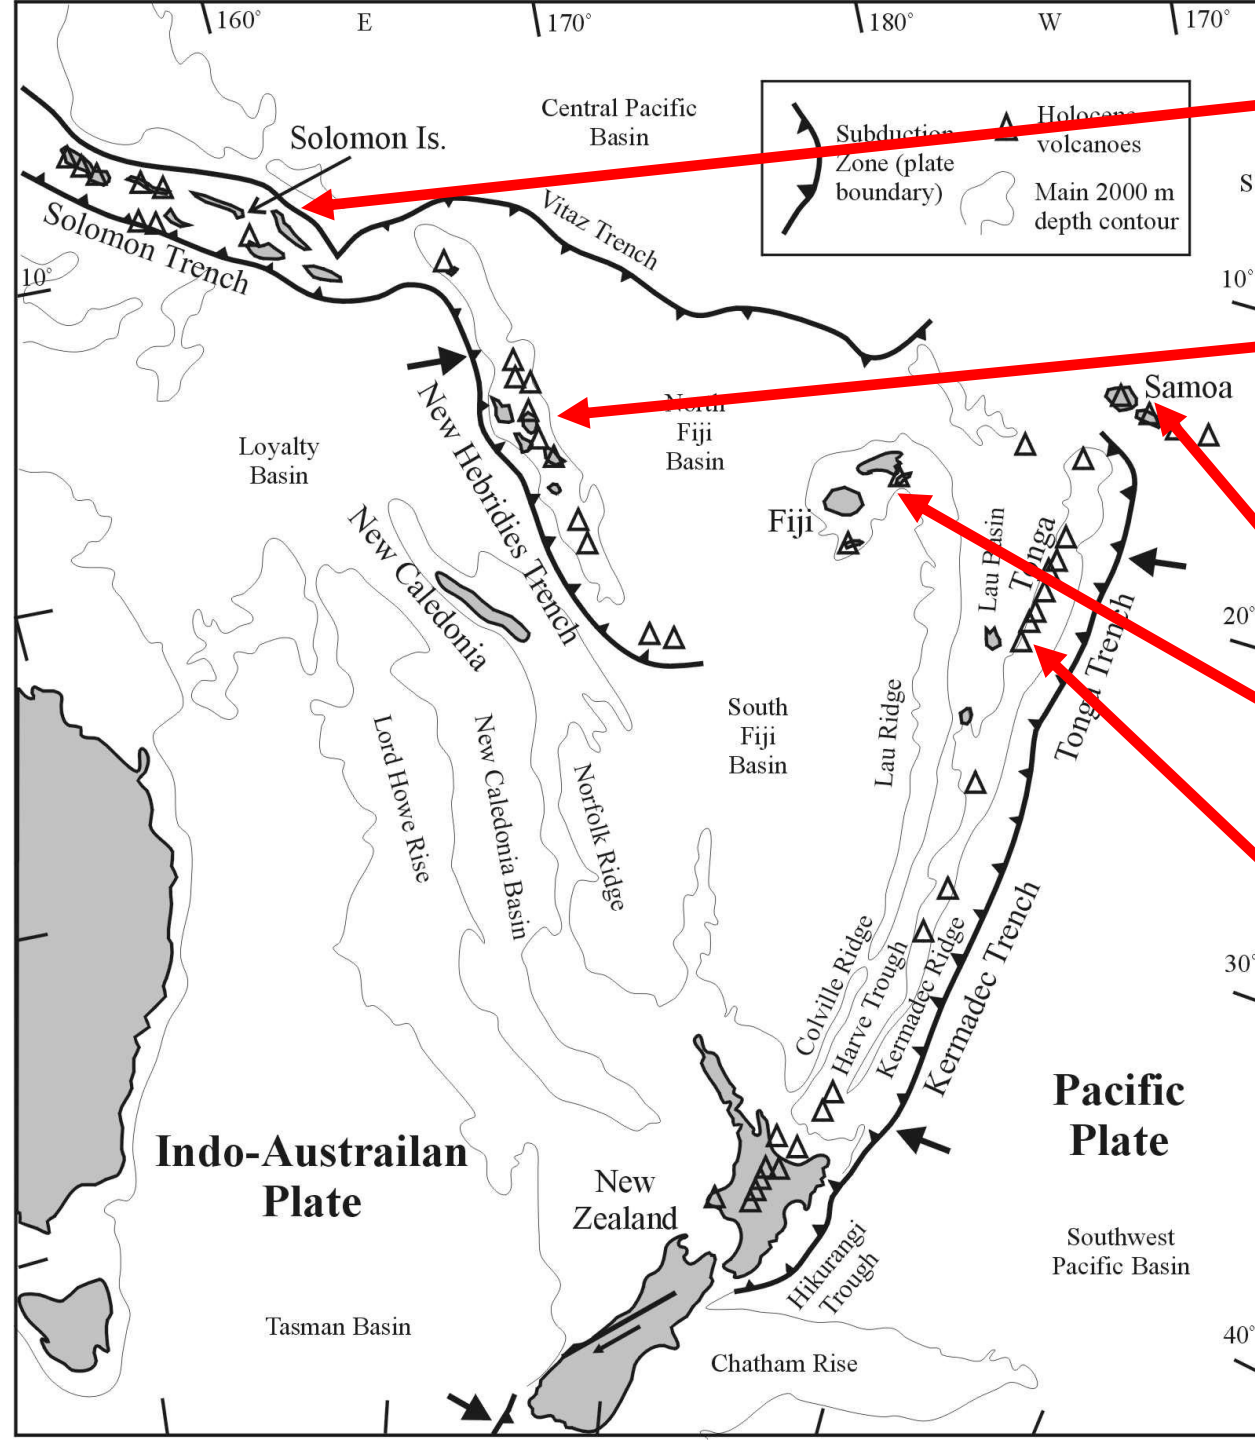 160°
E
170°
180°
W
170°
Central Pacific
Basin
Subduction
Zone (plate
boundary)
Holocene
volcanoes
Main 2000 m
depth contour
Solomon Is.
S
Solomon Trench
Vitaz Trench
10°
10°
New Hebridies Trench
North
Fiji
Basin
Samoa
Loyalty
Basin
Fiji
New Caledonia
Lau Basin
Tonga
Tonga Trench
20°
South
Fiji
Basin
Lau Ridge
Lord Howe Rise
New Caledonia Basin
Norfolk Ridge
Colville Ridge
Harve Trough
Kermadec Ridge
Kermadec Trench
30°
Pacific
Plate
Indo-Austrailan
Plate
New
Zealand
Hikurangi
Trough
Southwest
Pacific Basin
Tasman Basin
Chatham Rise
40°